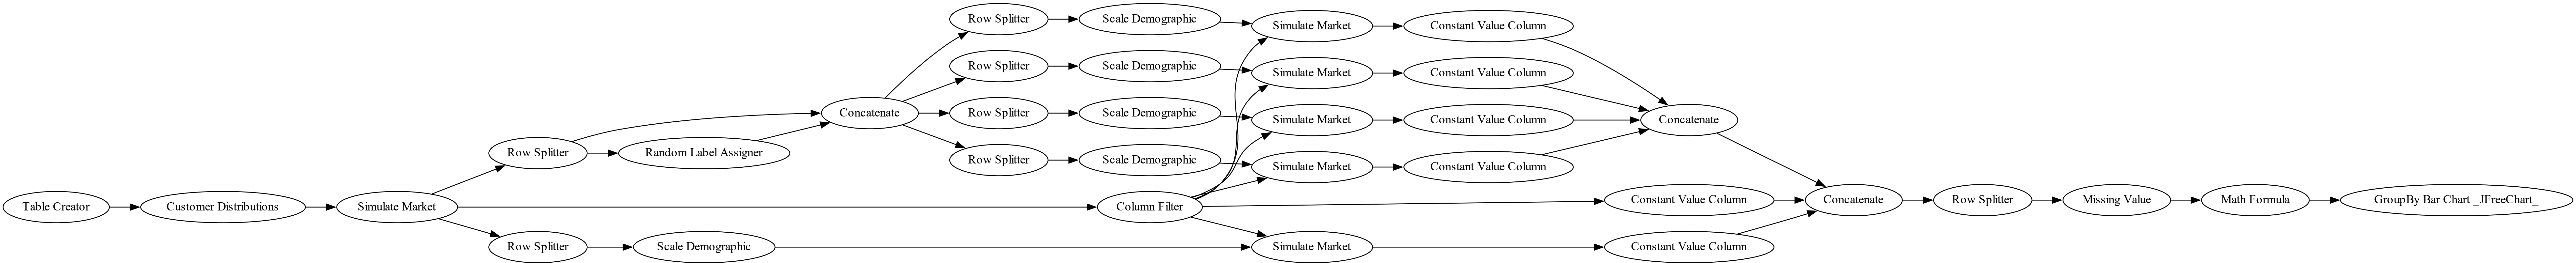 Row Splitter
Scale Demographic
Simulate Market
Constant Value Column
Row Splitter
Scale Demographic
Simulate Market
Constant Value Column
Concatenate
Row Splitter
Scale Demographic
Simulate Market
Constant Value Column
Concatenate
Row Splitter
Random Label Assigner
Row Splitter
Scale Demographic
Simulate Market
Constant Value Column
Table Creator
Customer Distributions
Simulate Market
Column Filter
Constant Value Column
Concatenate
Row Splitter
Missing Value
Math Formula
GroupBy Bar Chart _JFreeChart_
Row Splitter
Scale Demographic
Simulate Market
Constant Value Column